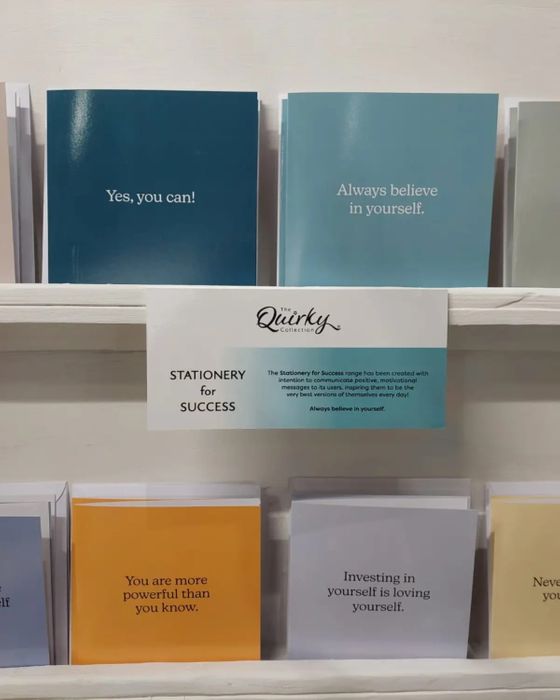 Yes, you can!
Always believe
in yourself.
The
Quirky
Collection
STATIONERY
for
SUCCESS
The Stationery for Success range has been created with
intention to communicate positive, motivational
messages to its users, inspiring them to be the
very best versions of themselves every day!
Always believe in yourself.
You are more
powerful than
you know.
Investing in
yourself is loving
yourself.